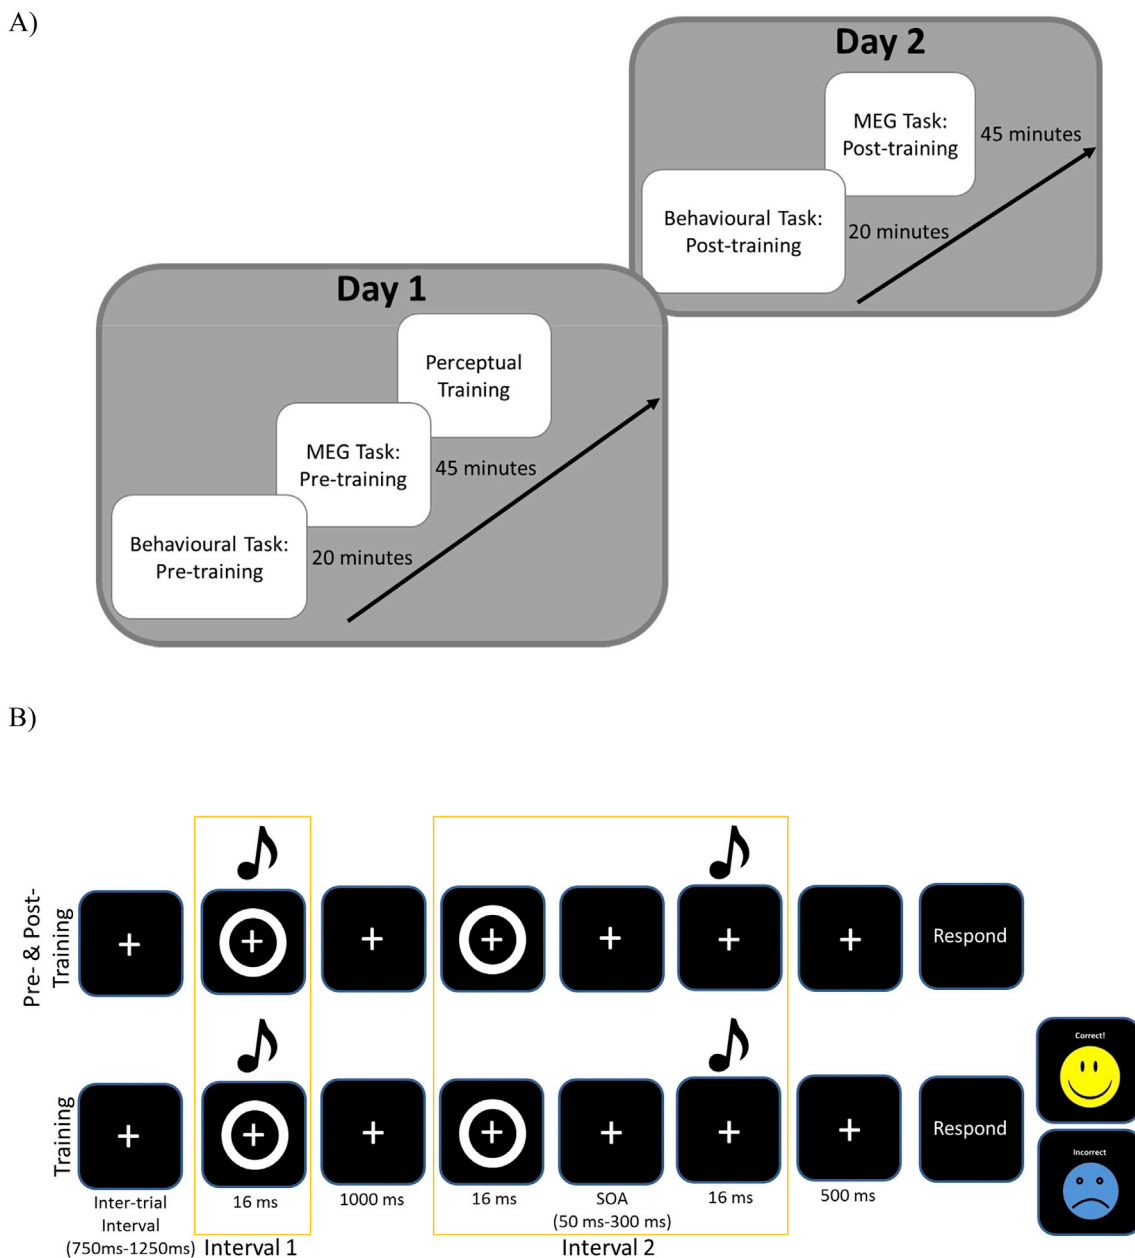 A)
Day 2
MEG Task:
Post-training
45 minutes
Behavioural Task:
Post-training
20 minutes
Day 1
Perceptual
Training
MEG Task:
Pre-training
45 minutes
Behavioural Task:
Pre-training
20 minutes
B)
Pre- & Post-
Training
Respond
Training
Respond
Correct!
Incorrect
Inter-trial
Interval
(750ms-1250ms)
16 ms
1000 ms
16 ms
SOA
(50 ms-300 ms)
16 ms
500 ms
Interval 1
Interval 2